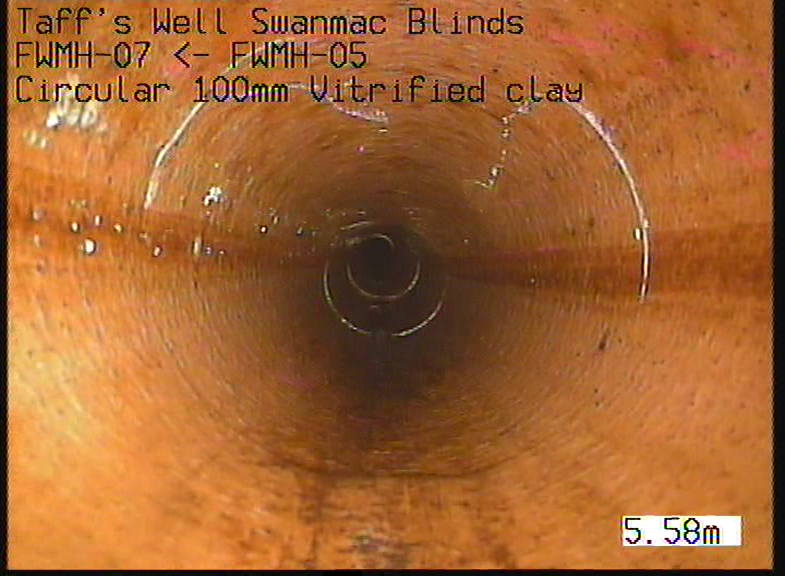 Taff's Well Swanmac Blinds
FWMH-07 <- FWMH-05
Circular 100mm Vitrified clay
5.58m